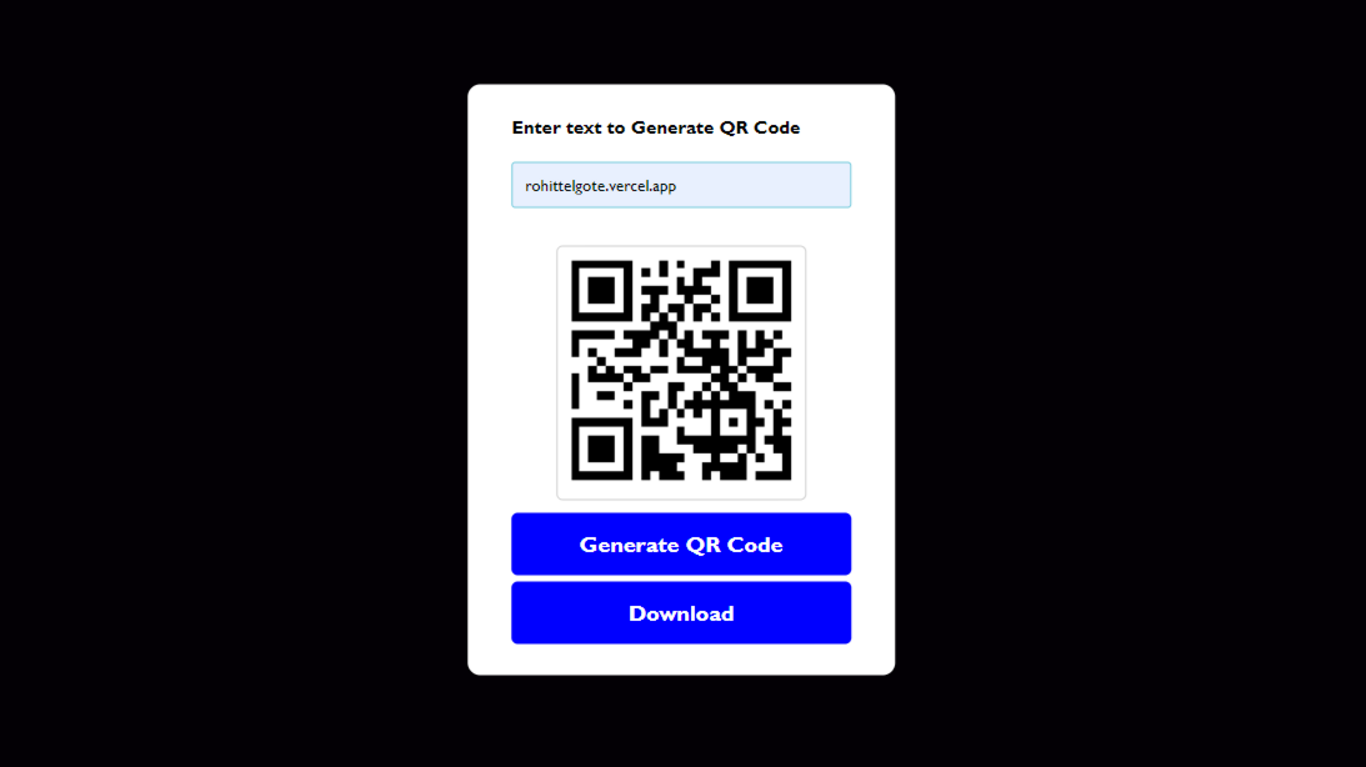 Enter text to Generate QR Code
rohittelgote.vercel.app
Generate QR Code
Download